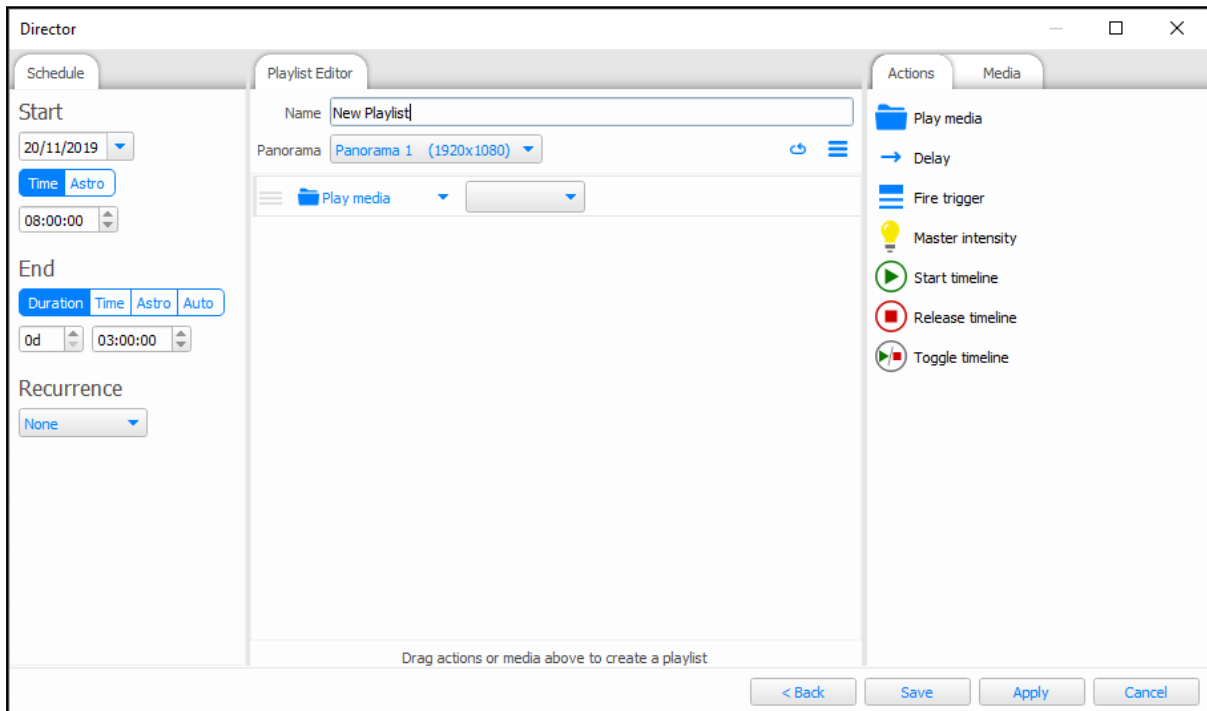 Director
Schedule
Start
20/11/2019
Time Astro
08:00:00
End
Duration Time Astro Auto
0d 03:00:00
Recurrence
None
Playlist Editor
Name New Playlist
Panorama Panorama 1 (1920x1080)
Play media
Drag actions or media above to create a playlist
Actions Media
Play media
Delay
Fire trigger
Master intensity
Start timeline
Release timeline
Toggle timeline
< Back Save Apply Cancel